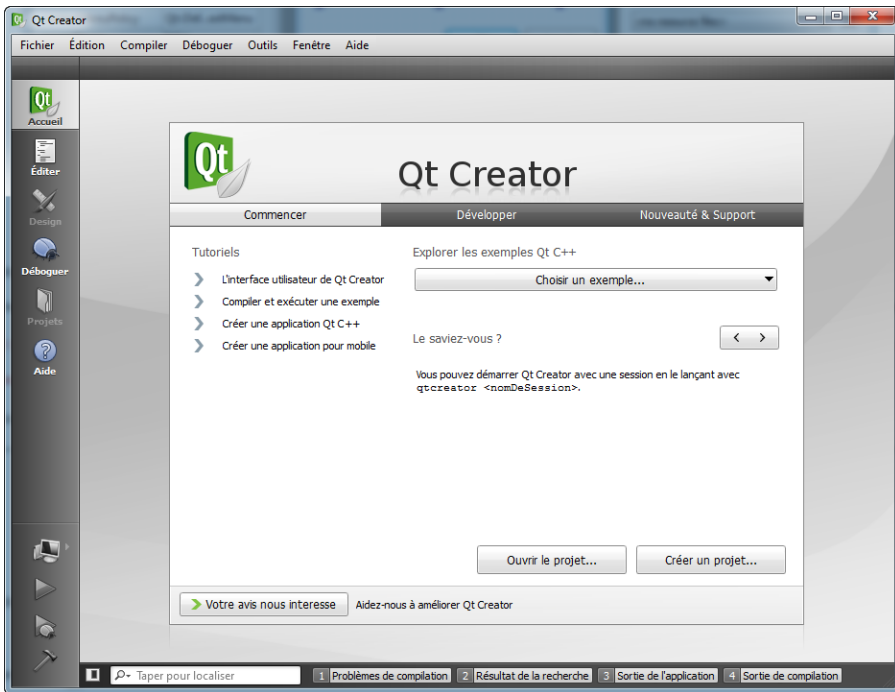 Qt Creator
Fichier Édition Compiler Déboguer Outils Fenêtre Aide
Qt
Accueil
Éditer
Design
Déboguer
Projets
Aide
Qt
Qt Creator
Commencer Développer Nouveauté & Support
Tutoriels
L'interface utilisateur de Qt Creator
Compiler et exécuter une exemple
Créer une application Qt C++
Créer une application pour mobile
Explorer les exemples Qt C++
Choisir un exemple...
Le saviez-vous ?
Vous pouvez démarrer Qt Creator avec une session en le lançant avec
qtcreator <nomDeSession>.
Ouvrir le projet... Créer un projet...
Votre avis nous interesse Aidez-nous à améliorer Qt Creator
Taper pour localiser 1 Problèmes de compilation 2 Résultat de la recherche 3 Sortie de l'application 4 Sortie de compilation